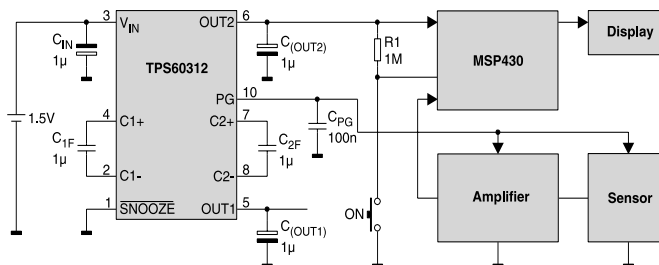 3 V_IN OUT2 6
C_IN
1µ
C_(OUT2)
1µ
R1
1M
MSP430
Display
TPS60312
PG 10
1.5V
4 C1+
C2+ 7
C_1F
1µ
C_2F
1µ
C_PG
100n
2 C1-
C2- 8
Amplifier
Sensor
1 SNOOZE
OUT1 5
C_(OUT1)
1µ
ON